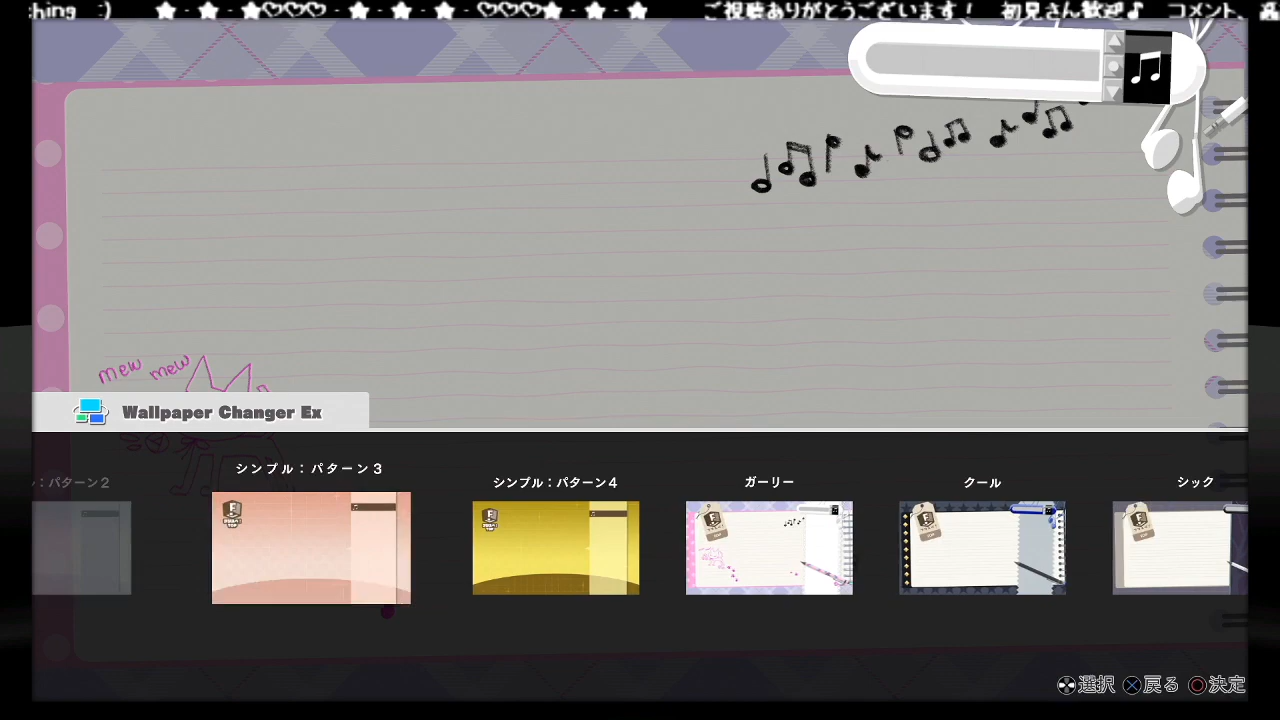 ching :) ★ - ★ - ★♡♡♡ - ★ - ★ - ★ - ♡♡♡★ - ★ - ★ ご視聴ありがとうございます! 初見さん歓迎♪ コメント、
mew mew
Wallpaper Changer Ex
ル:パターン2
シンプル:パターン3
シンプル:パターン4
ガーリー
クール
シック
選択 戻る 決定